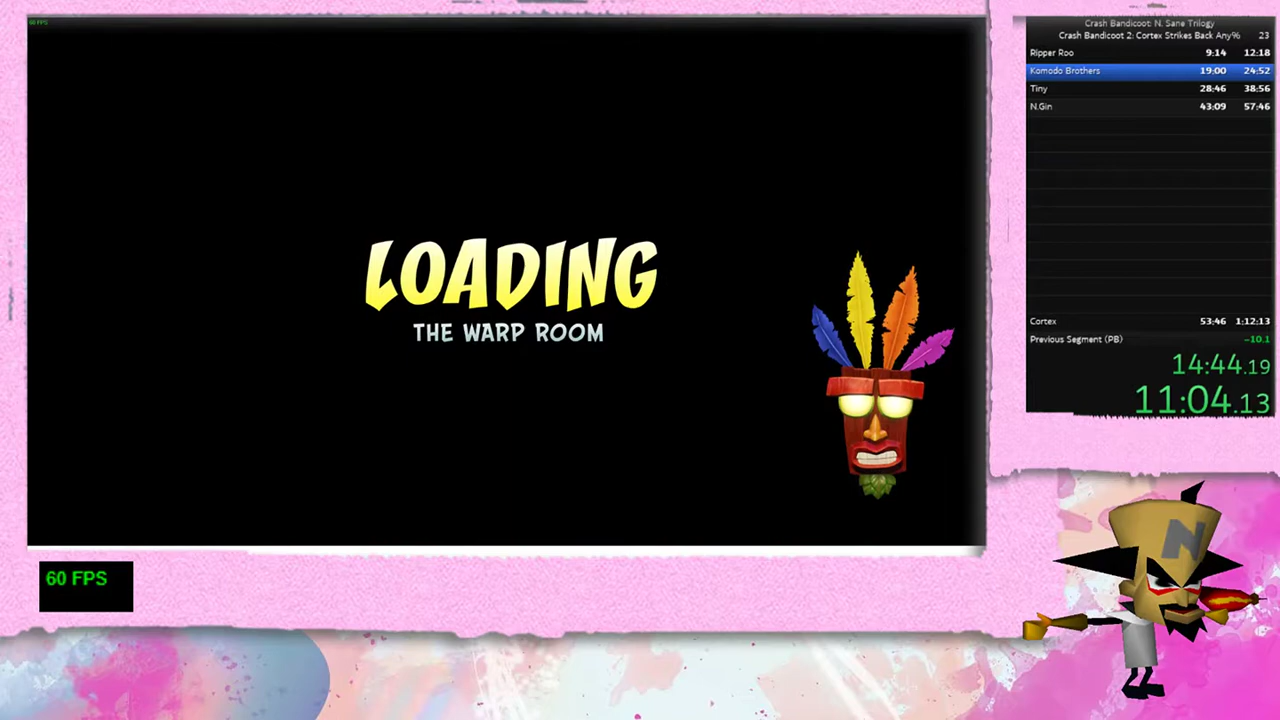 60 FPS
LOADING
THE WARP ROOM
60 FPS
Crash Bandicoot: N. Sane Trilogy
Crash Bandicoot 2: Cortex Strikes Back Any% 23
Ripper Roo 9:14 12:18
Komodo Brothers 19:00 24:52
Tiny 28:46 38:56
N.Gin 43:09 57:46
Cortex 53:46 1:12:13
Previous Segment (PB) −10.1
14:44.19
11:04.13
N